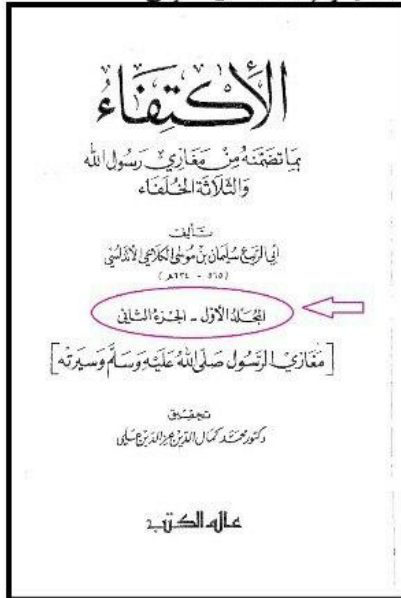 الاكتفاء
بما تضمنه من مغازي رسول الله
والثلاثة الخلفاء
تأليف
أبي الربيع سليمان بن موسى الكلاعي الأندلسي
(٥٦٥ - ٦٣٤ هـ)
المجلد الأول - الجزء الثاني
[مغازي الرسول صلى الله عليه وسلم وسيرته]
تحقيق
دكتور محمد كمال الدين عز الدين علي
عالم الكتب